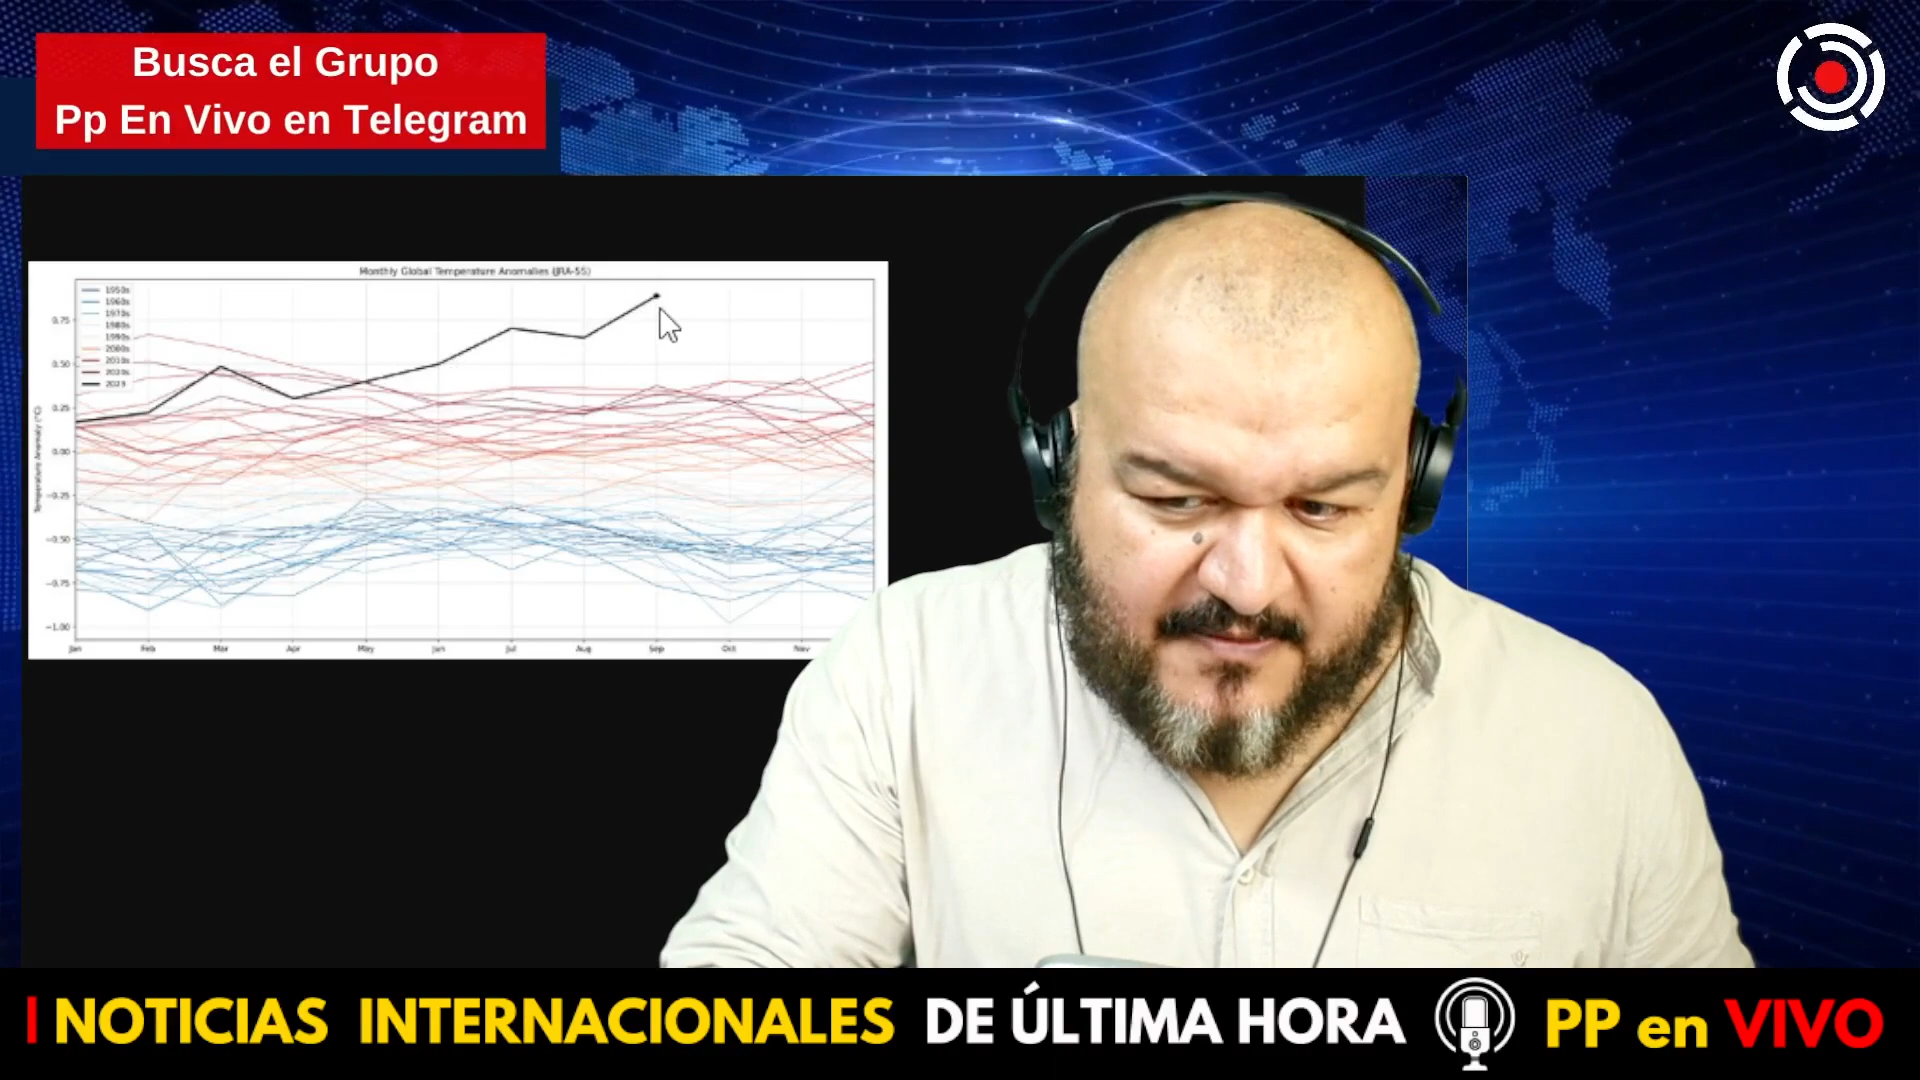 Busca el Grupo
Pp En Vivo en Telegram
Monthly Global Temperature Anomalies (JRA-55)
1950s
1960s
1970s
1980s
1990s
2000s
2010s
2020s
2023
Temperature Anomaly (°C)
0.75
0.50
0.25
0.00
-0.25
-0.50
-0.75
-1.00
Jan Feb Mar Apr May Jun Jul Aug Sep Oct Nov
NOTICIAS INTERNACIONALES DE ÚLTIMA HORA PP en VIVO